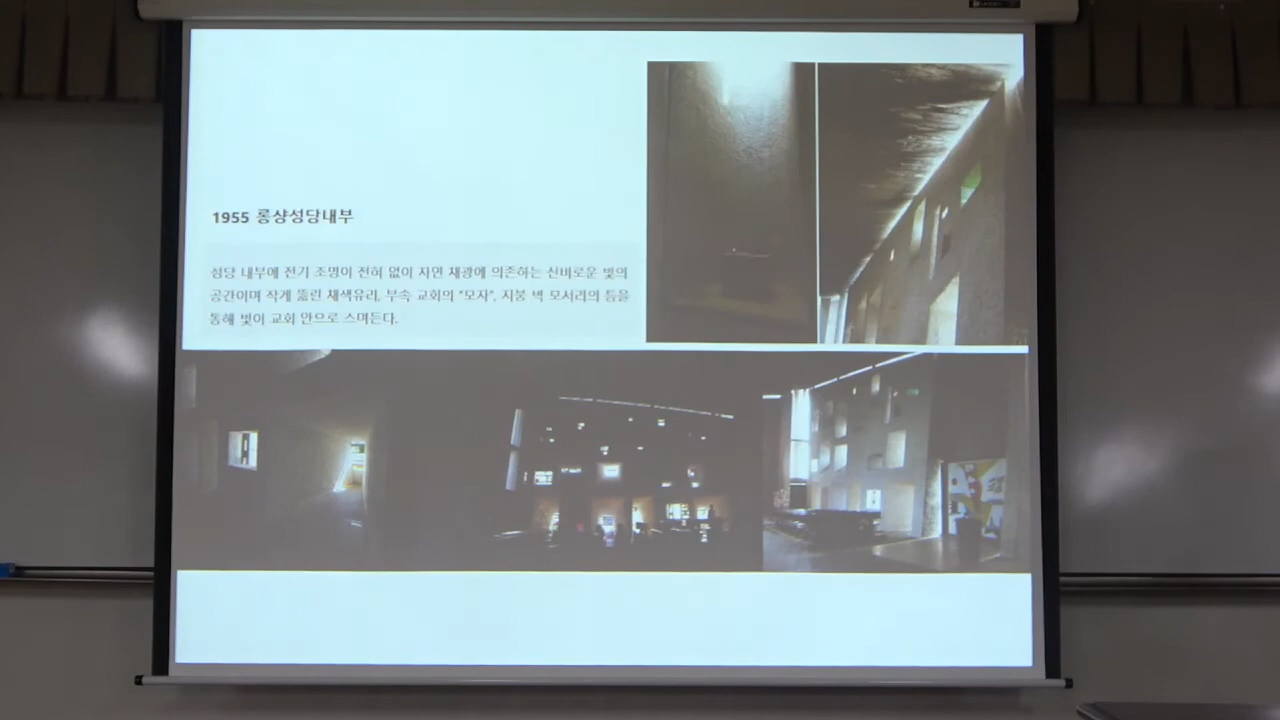 1955 롱샹성당내부
성당 내부에 전기 조명이 전혀 없이 자연 채광에 의존하는 신비로운 빛의
공간이며 작게 뚫린 채색유리, 부속 교회의 "모자", 지붕 벽 모서리의 틈을
통해 빛이 교회 안으로 스며든다.